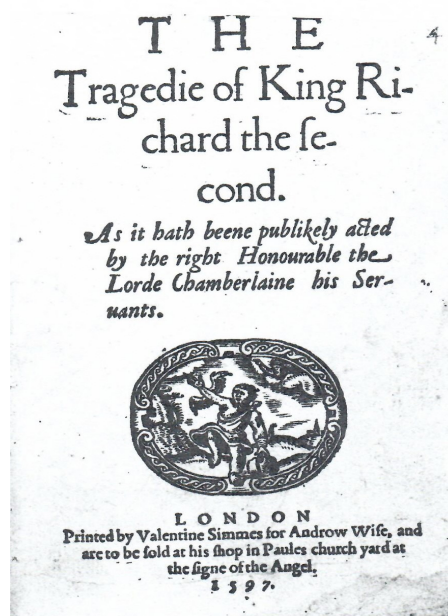 THE
Tragedie of King Ri-
chard the ſe-
cond.
As it hath beene publikely acted
by the right Honourable the
Lorde Chamberlaine his Ser-
uants.
LONDON
Printed by Valentine Simmes for Androw Wiſe, and
are to be ſold at his ſhop in Paules church yard at
the ſigne of the Angel.
1597.